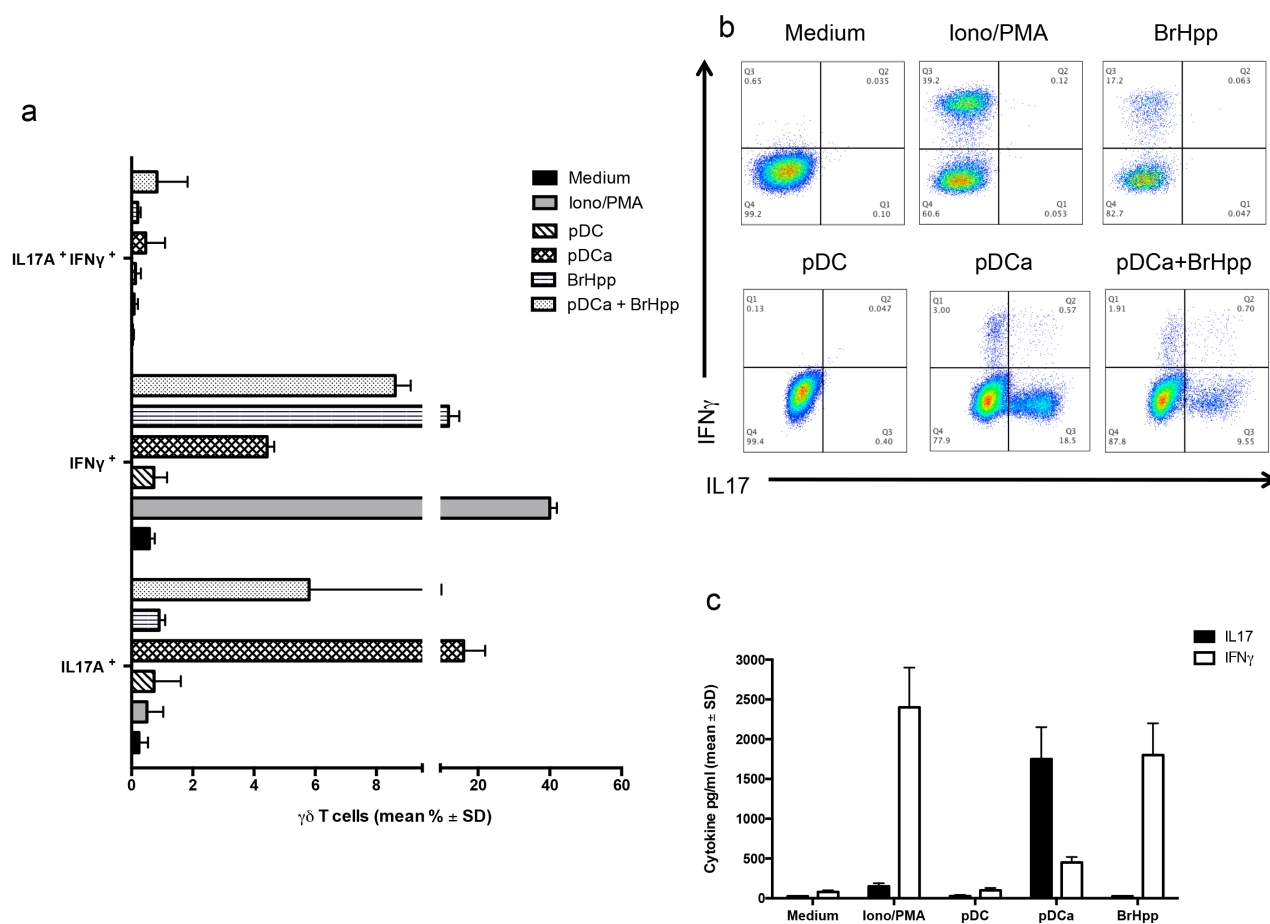 a
IL17A + IFNγ +
IFNγ +
IL17A +
0 2 4 6 8 20 40 60
γδ T cells (mean % ± SD)
Medium
Iono/PMA
pDC
pDCa
BrHpp
pDCa + BrHpp
b
Medium Iono/PMA BrHpp
Q3 Q2 Q3 Q2 Q3 Q2
0.65 0.035 39.2 0.12 17.2 0.063
Q4 Q1 Q4 Q1 Q4 Q1
99.2 0.10 60.6 0.053 82.7 0.047
pDC pDCa pDCa+BrHpp
Q1 Q2 Q1 Q2 Q1 Q2
0.13 0.047 3.00 0.57 1.91 0.70
Q4 Q3 Q4 Q3 Q4 Q3
99.4 0.40 77.9 18.5 87.8 9.55
IFNγ
IL17
c
IL17
IFNγ
Cytokine pg/ml (mean ± SD)
3000
2500
2000
1500
1000
500
0
Medium Iono/PMA pDC pDCa BrHpp